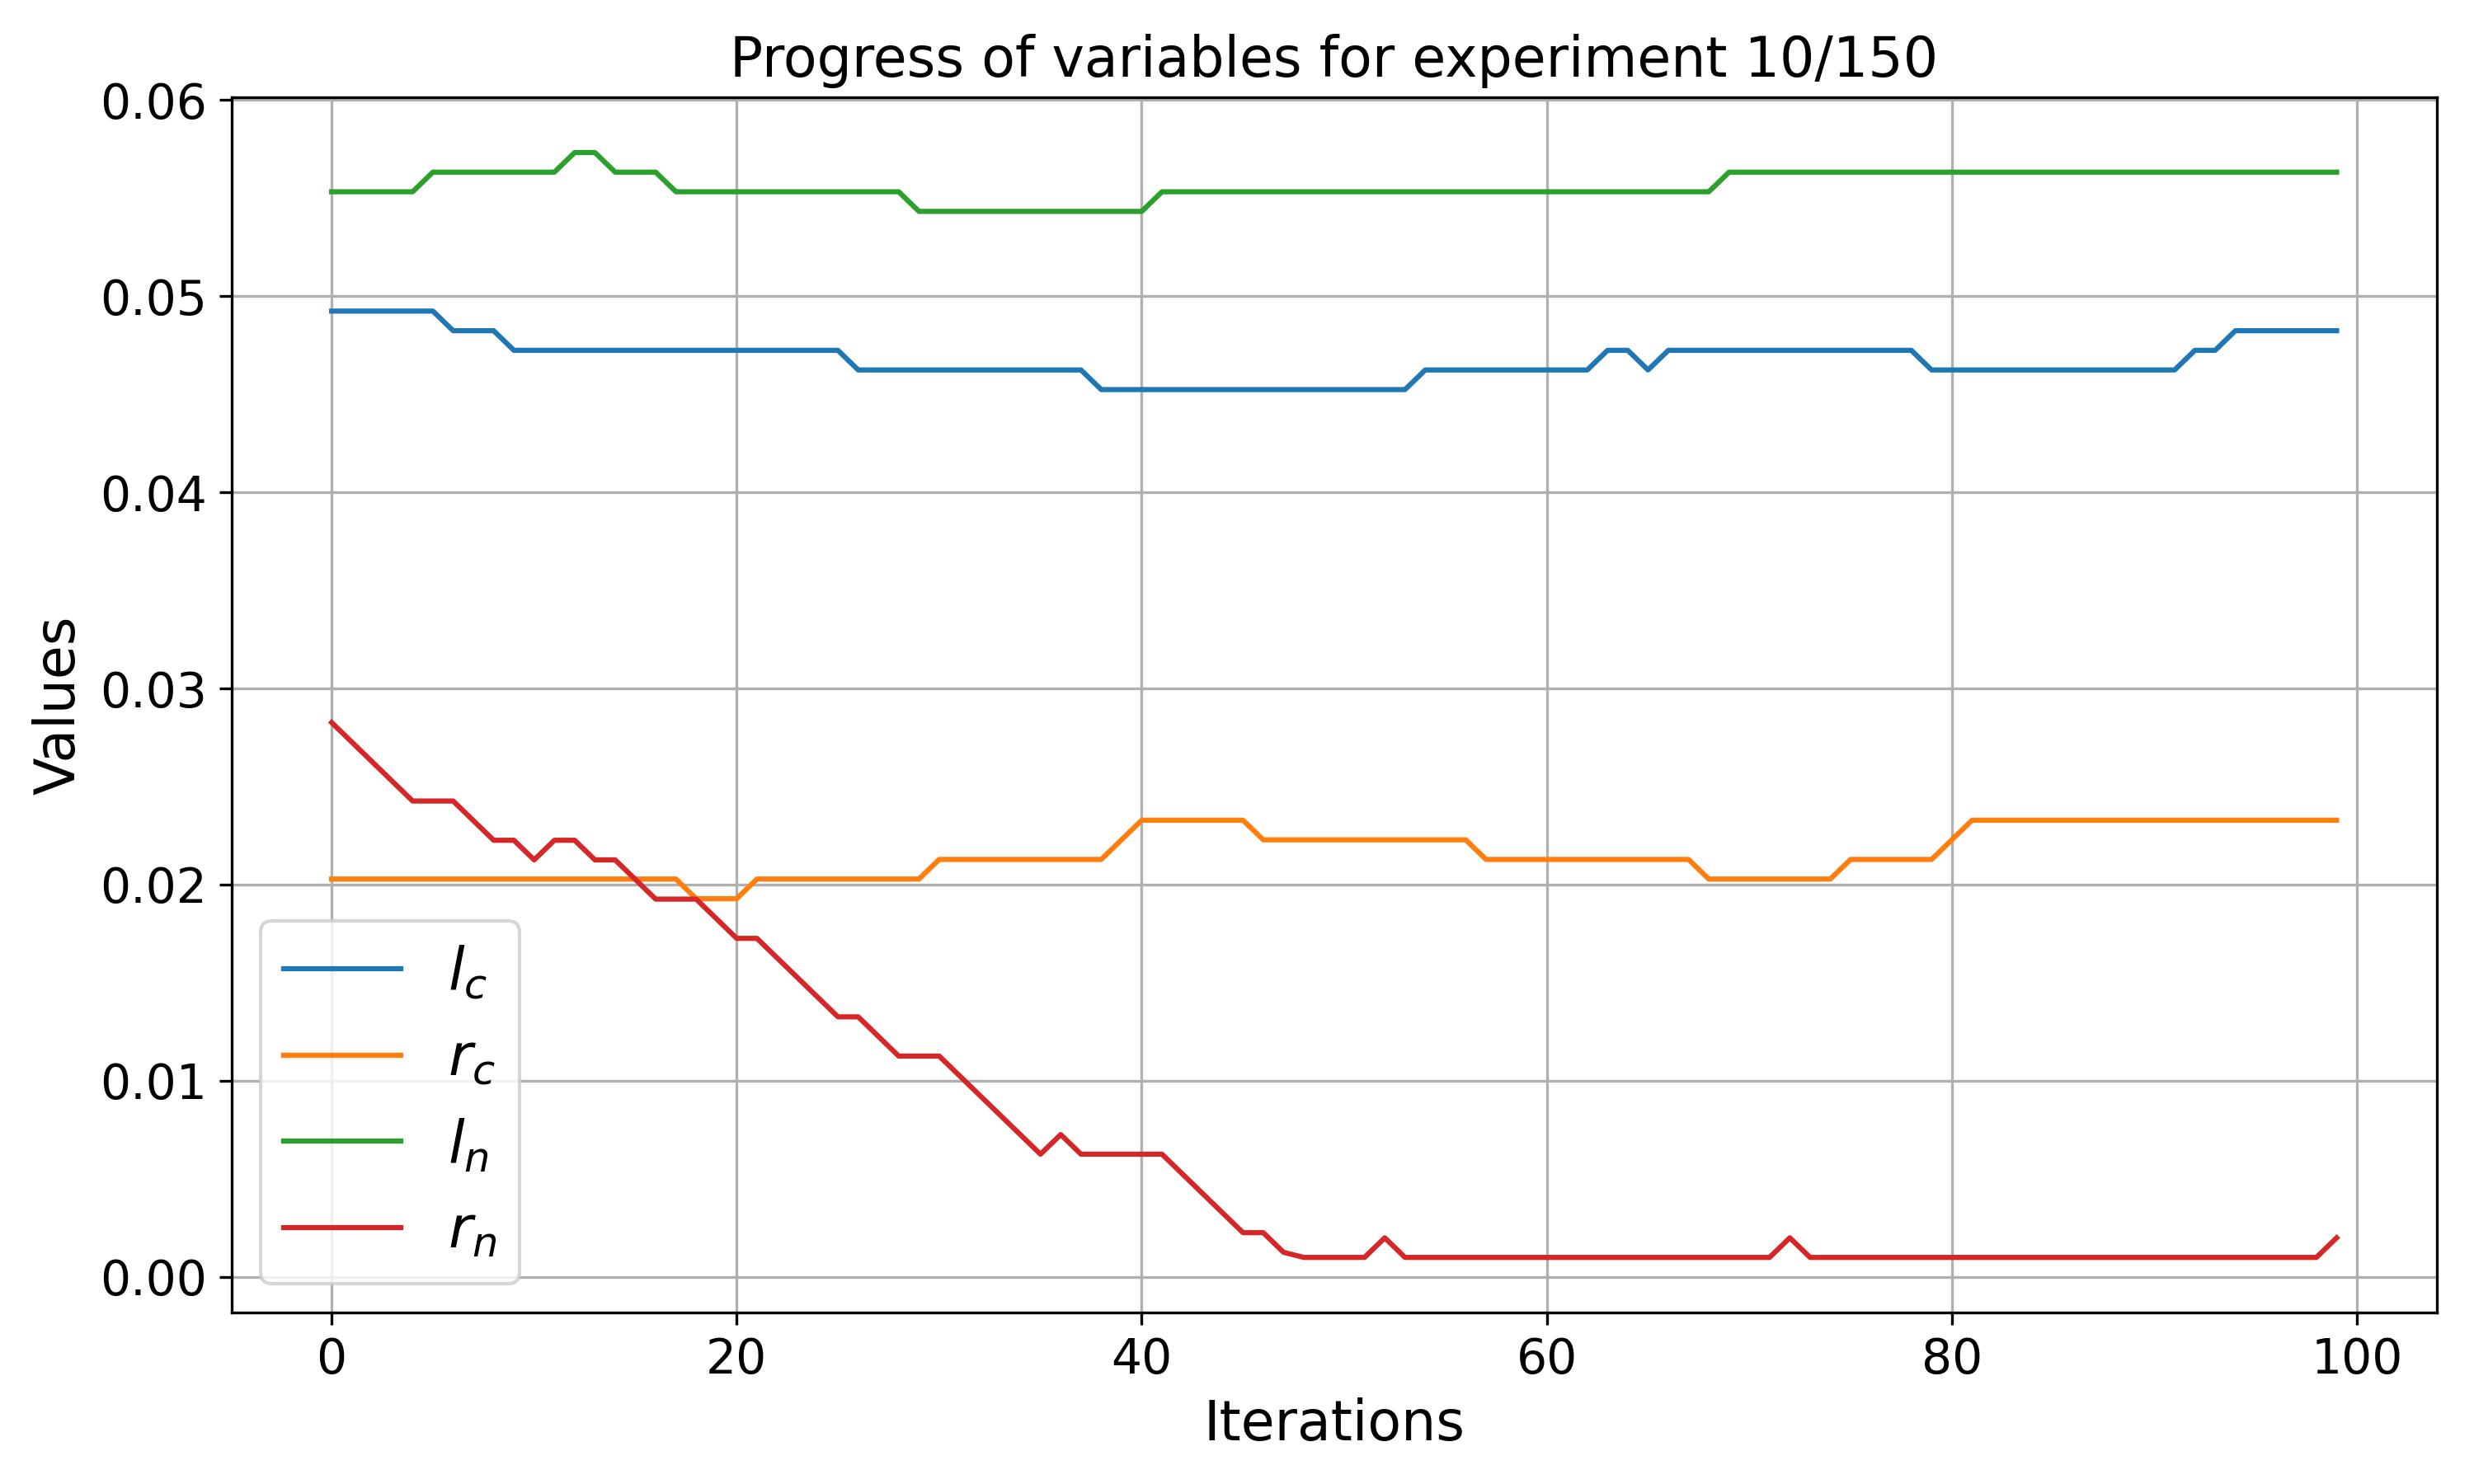 Progress of variables for experiment 10/150
0.06
0.05
0.04
0.03
0.02
0.01
0.00
Values
l_c
r_c
l_n
r_n
0 20 40 60 80 100
Iterations